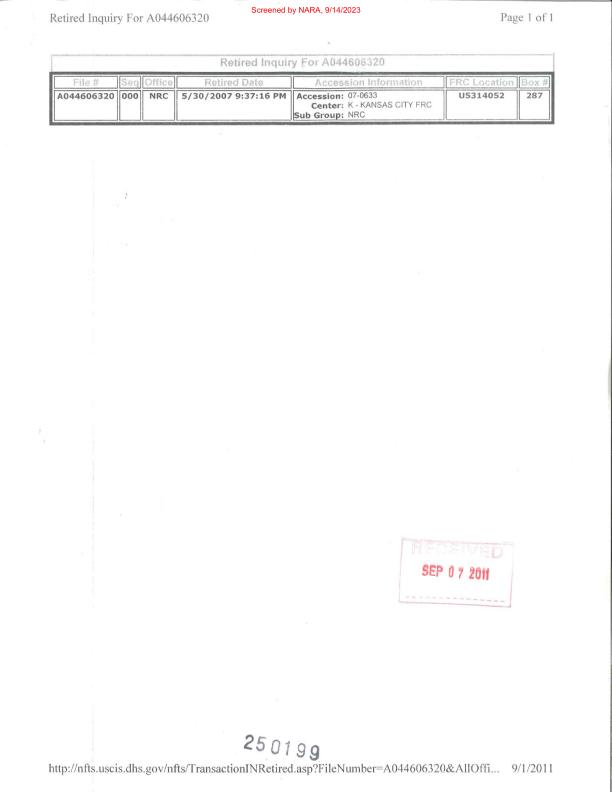 Screened by NARA, 9/14/2023
Retired Inquiry For A044606320 Page 1 of 1
Retired Inquiry For A044606320
File # Seq Office Retired Date Accession Information FRC Location Box #
A044606320 000 NRC 5/30/2007 9:37:16 PM Accession: 07-0633 U5314052 287
Center: K - KANSAS CITY FRC
Sub Group: NRC
RECEIVED
SEP 07 2011
250199
http://nfts.uscis.dhs.gov/nfts/TransactionINRetired.asp?FileNumber=A044606320&AllOffi... 9/1/2011